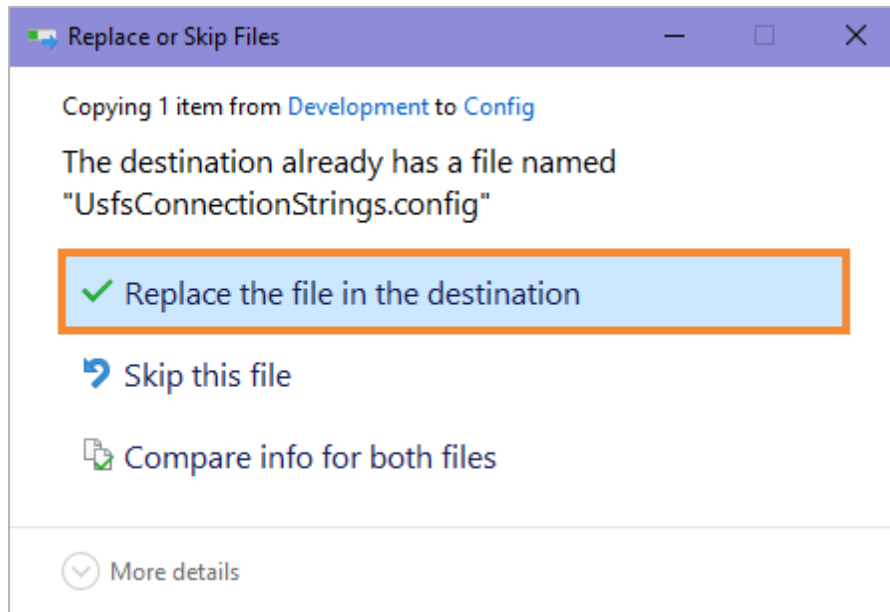 Replace or Skip Files
Copying 1 item from Development to Config
The destination already has a file named
"UsfsConnectionStrings.config"
Replace the file in the destination
Skip this file
Compare info for both files
More details